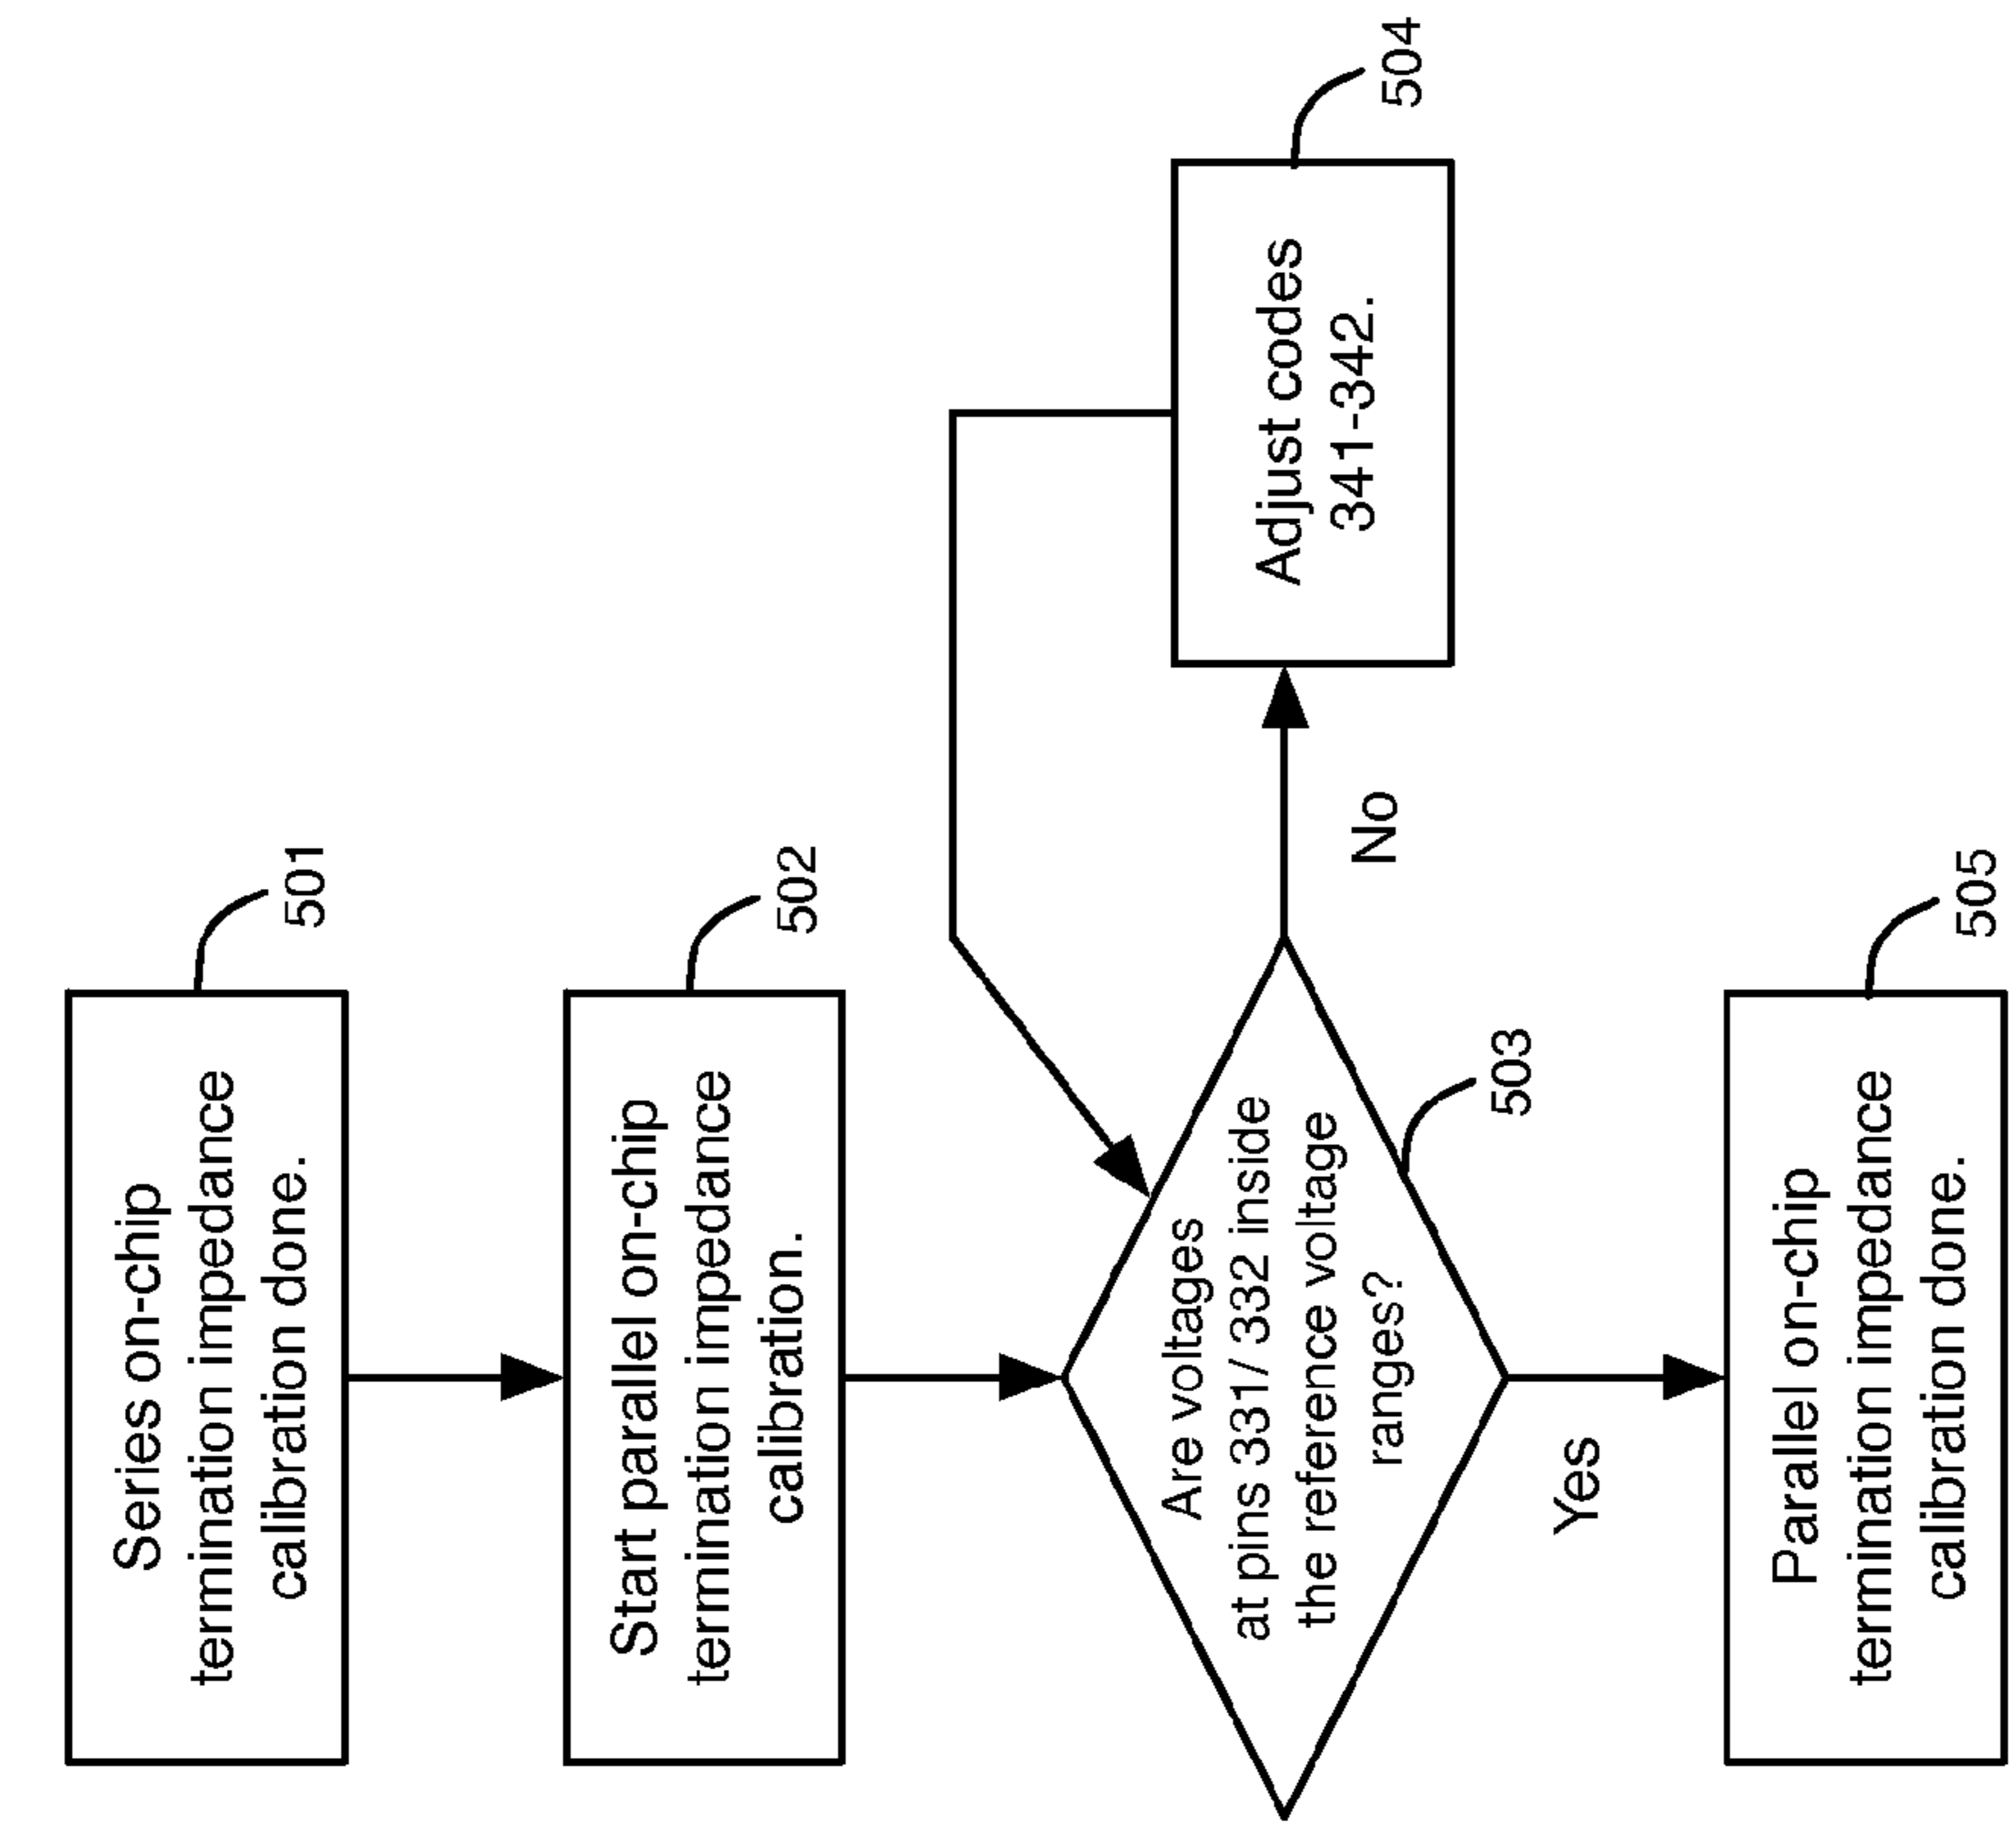 Series on-chip
termination impedance
calibration done.
501
Start parallel on-chip
termination impedance
calibration.
502
Are voltages
at pins 331/ 332 inside
the reference voltage
ranges?
503
No
Adjust codes
341-342.
504
Yes
Parallel on-chip
termination impedance
calibration done.
505